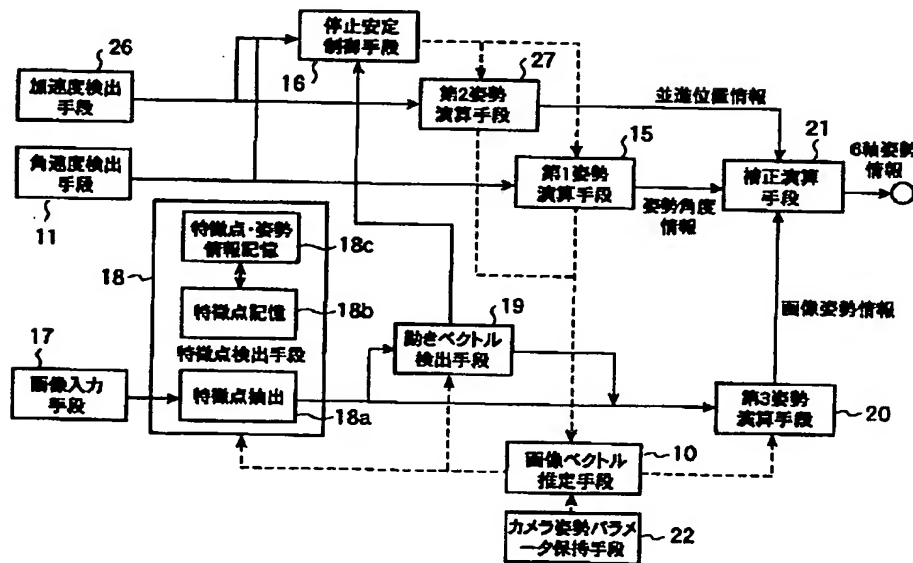 停止安定
制御手段
16
26
加速度検出
手段
27
第2姿勢
演算手段
並進位置情報
15
21
6軸姿勢
情報
角速度検出
手段
11
第1姿勢
演算手段
姿勢角度
情報
補正演算
手段
特徴点・姿勢
情報記憶
18c
18
特徴点記憶
18b
特徴点検出手段
特徴点抽出
18a
17
画像入力
手段
19
動きベクトル
検出手段
画像姿勢情報
第3姿勢
演算手段
20
10
画像ベクトル
推定手段
カメラ姿勢パラメ
ータ保持手段
22